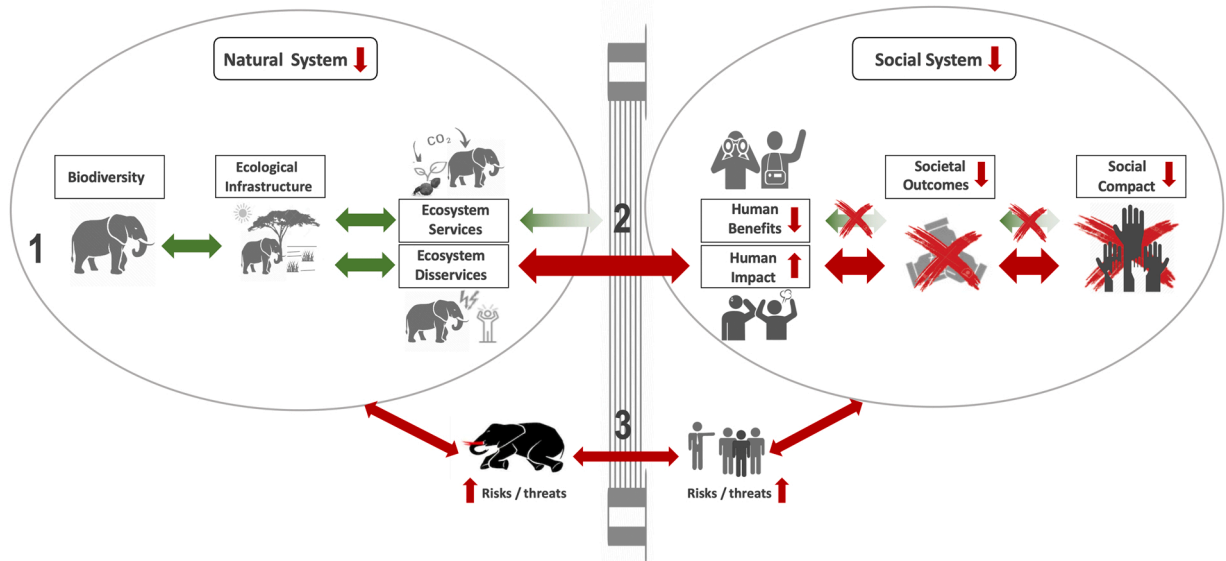 Natural System
Social System
CO₂
Biodiversity
Ecological
Infrastructure
Ecosystem
Services
Ecosystem
Disservices
Human
Benefits
Human
Impact
Societal
Outcomes
Social
Compact
1
2
3
Risks / threats
Risks / threats